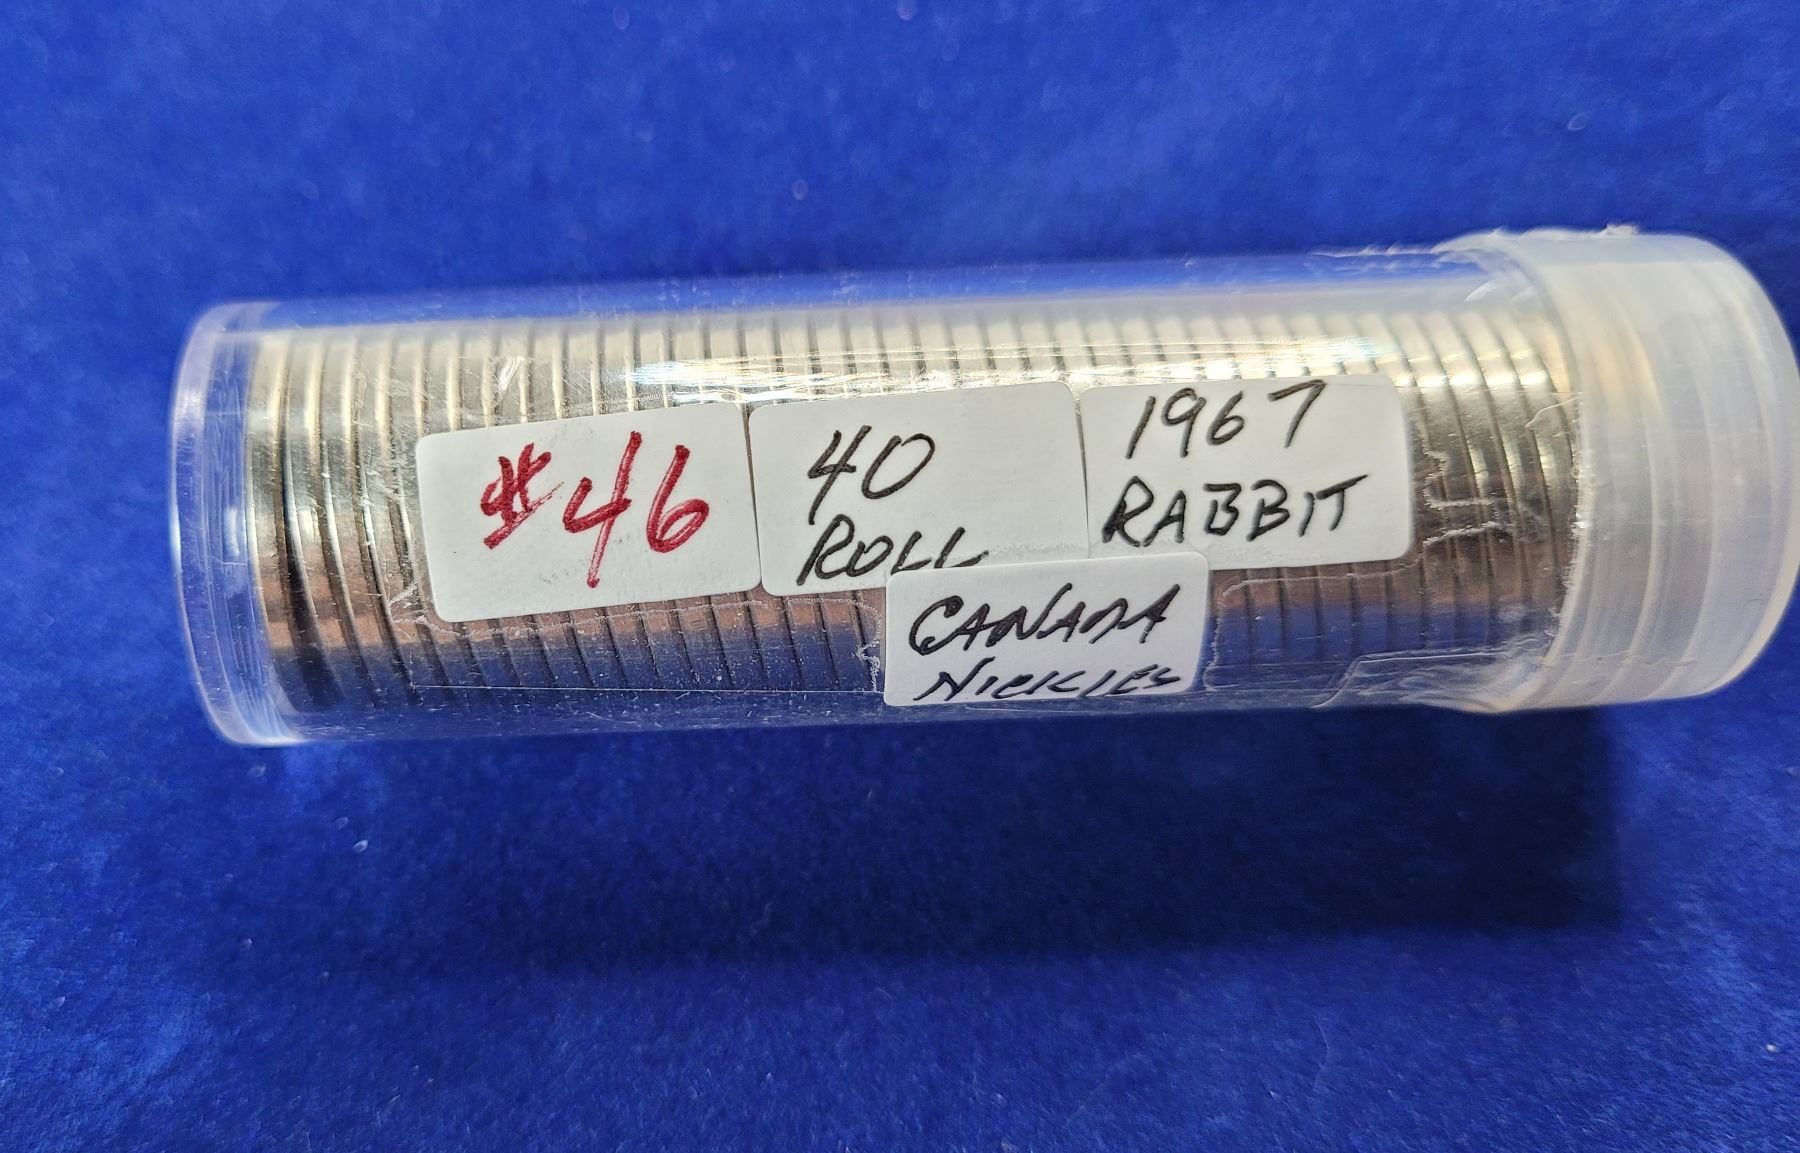 $46
40
ROLL
1967
RABBIT
CANADA
NICKLES